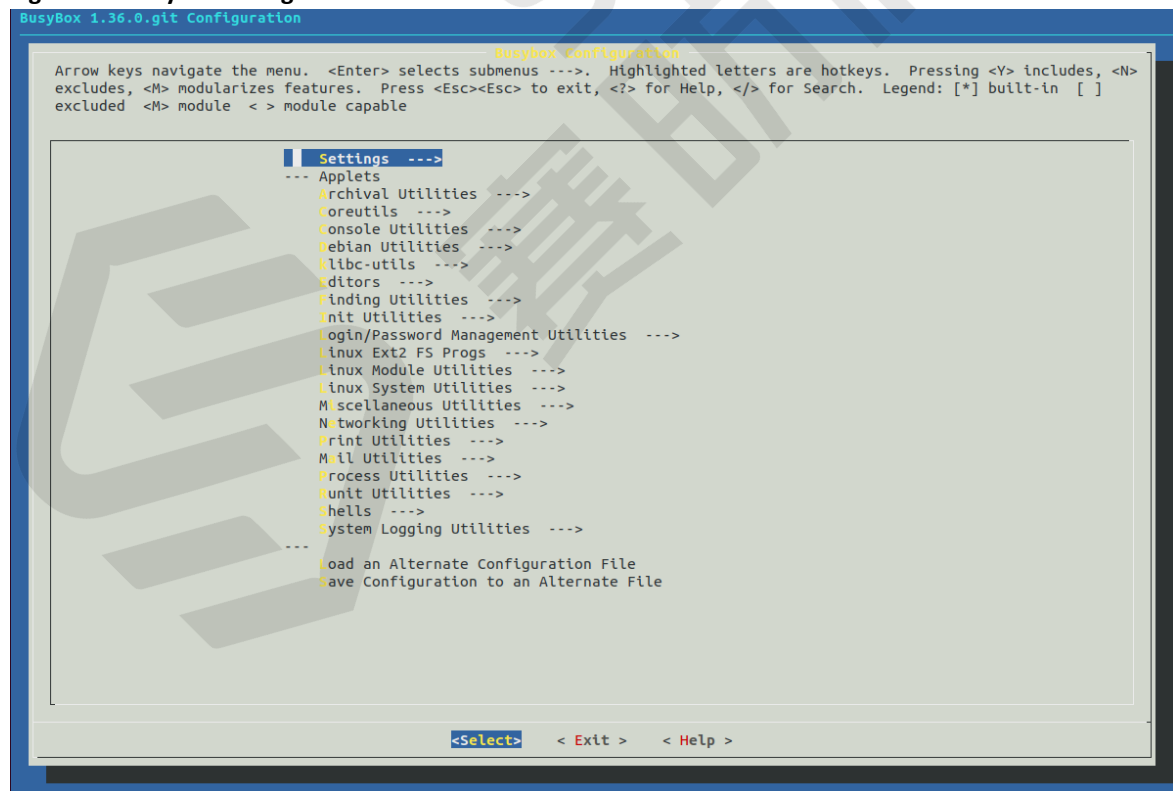 BusyBox 1.36.0.git Configuration
Busybox Configuration
Arrow keys navigate the menu. <Enter> selects submenus --->. Highlighted letters are hotkeys. Pressing <Y> includes, <N>
excludes, <M> modularizes features. Press <Esc><Esc> to exit, <?> for Help, </> for Search. Legend: [*] built-in [ ]
excluded <M> module < > module capable
Settings --->
--- Applets
Archival Utilities --->
Coreutils --->
Console Utilities --->
Debian Utilities --->
klibc-utils --->
Editors --->
Finding Utilities --->
Init Utilities --->
Login/Password Management Utilities --->
Linux Ext2 FS Progs --->
Linux Module Utilities --->
Linux System Utilities --->
Miscellaneous Utilities --->
Networking Utilities --->
Print Utilities --->
Mail Utilities --->
Process Utilities --->
Runit Utilities --->
Shells --->
System Logging Utilities --->
---
Load an Alternate Configuration File
Save Configuration to an Alternate File
<Select> < Exit > < Help >